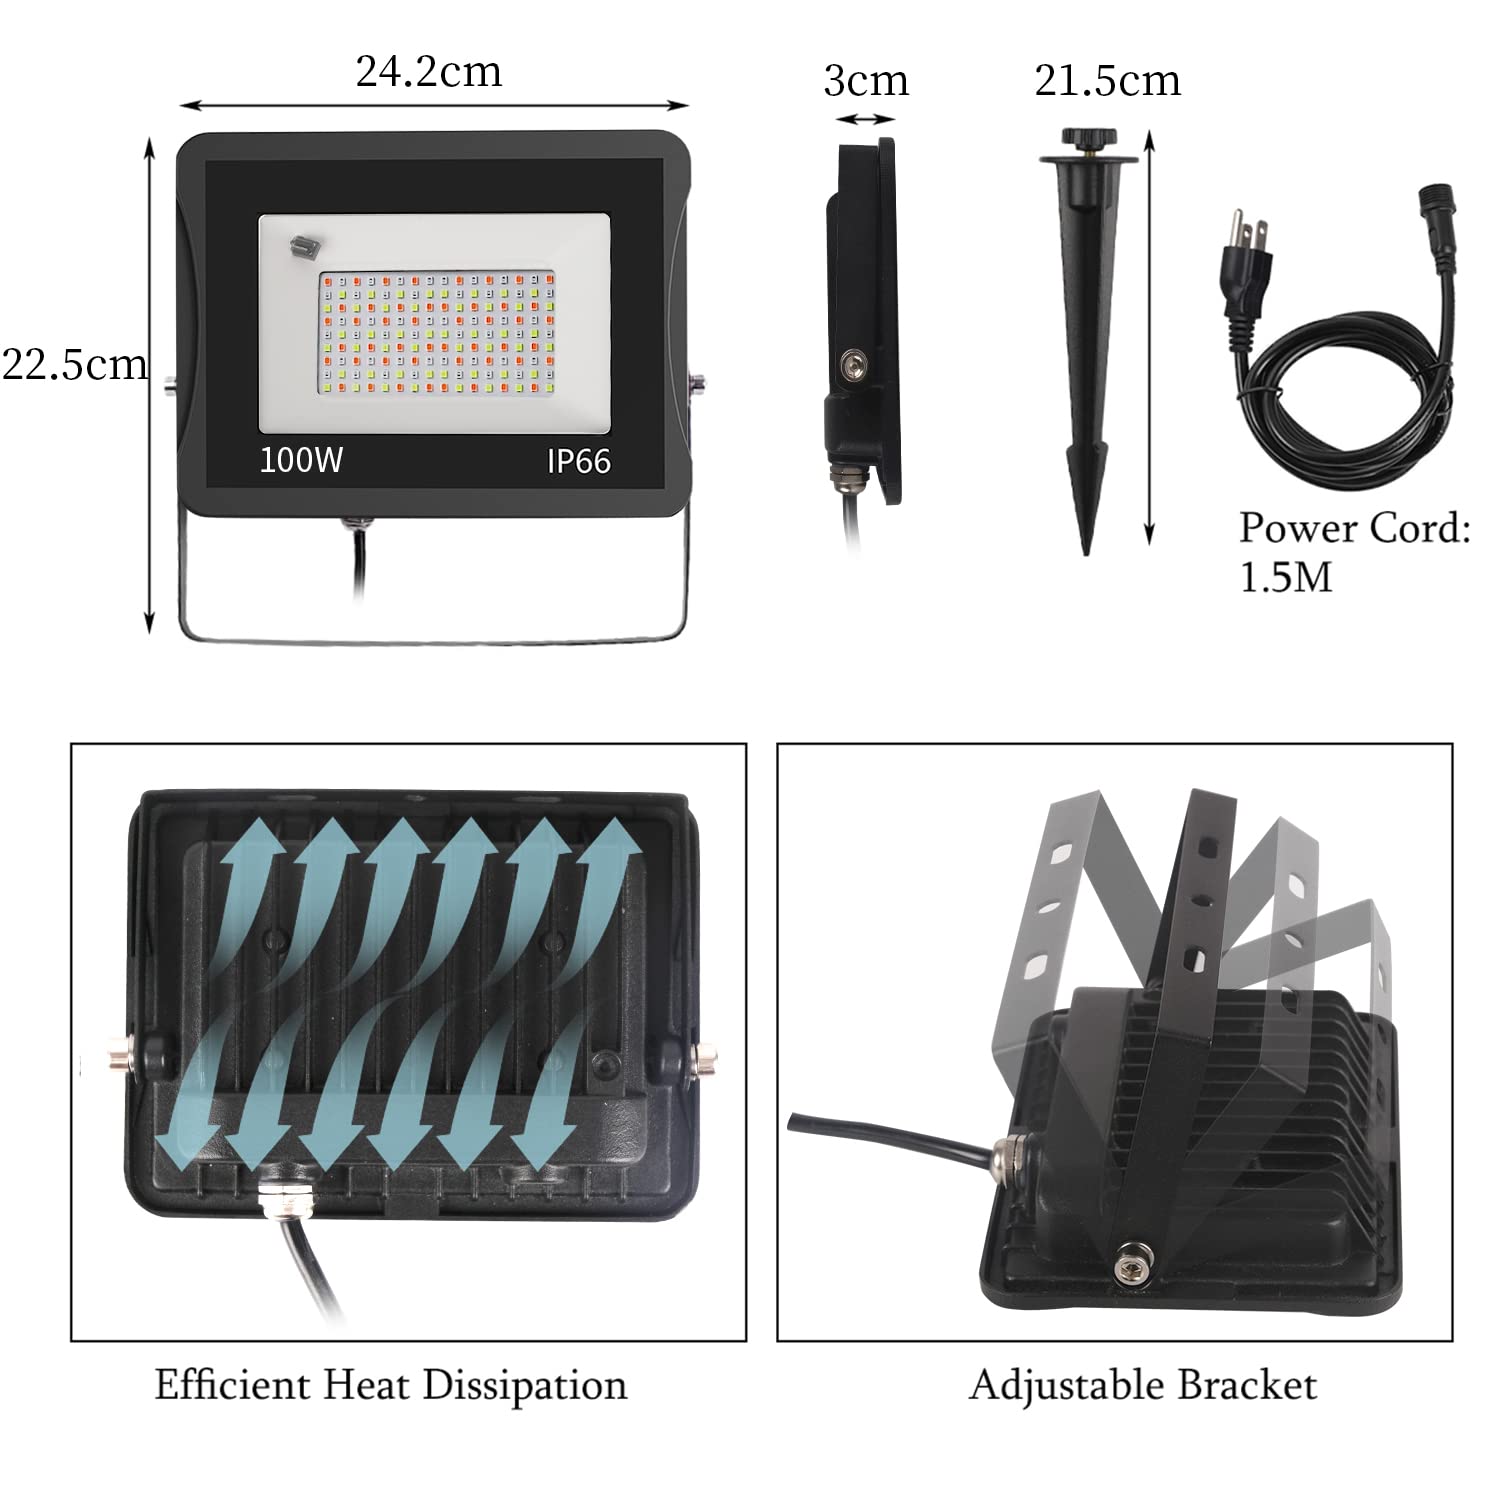 24.2cm
3cm
21.5cm
22.5cm
100W
IP66
Power Cord:
1.5M
Efficient Heat Dissipation
Adjustable Bracket